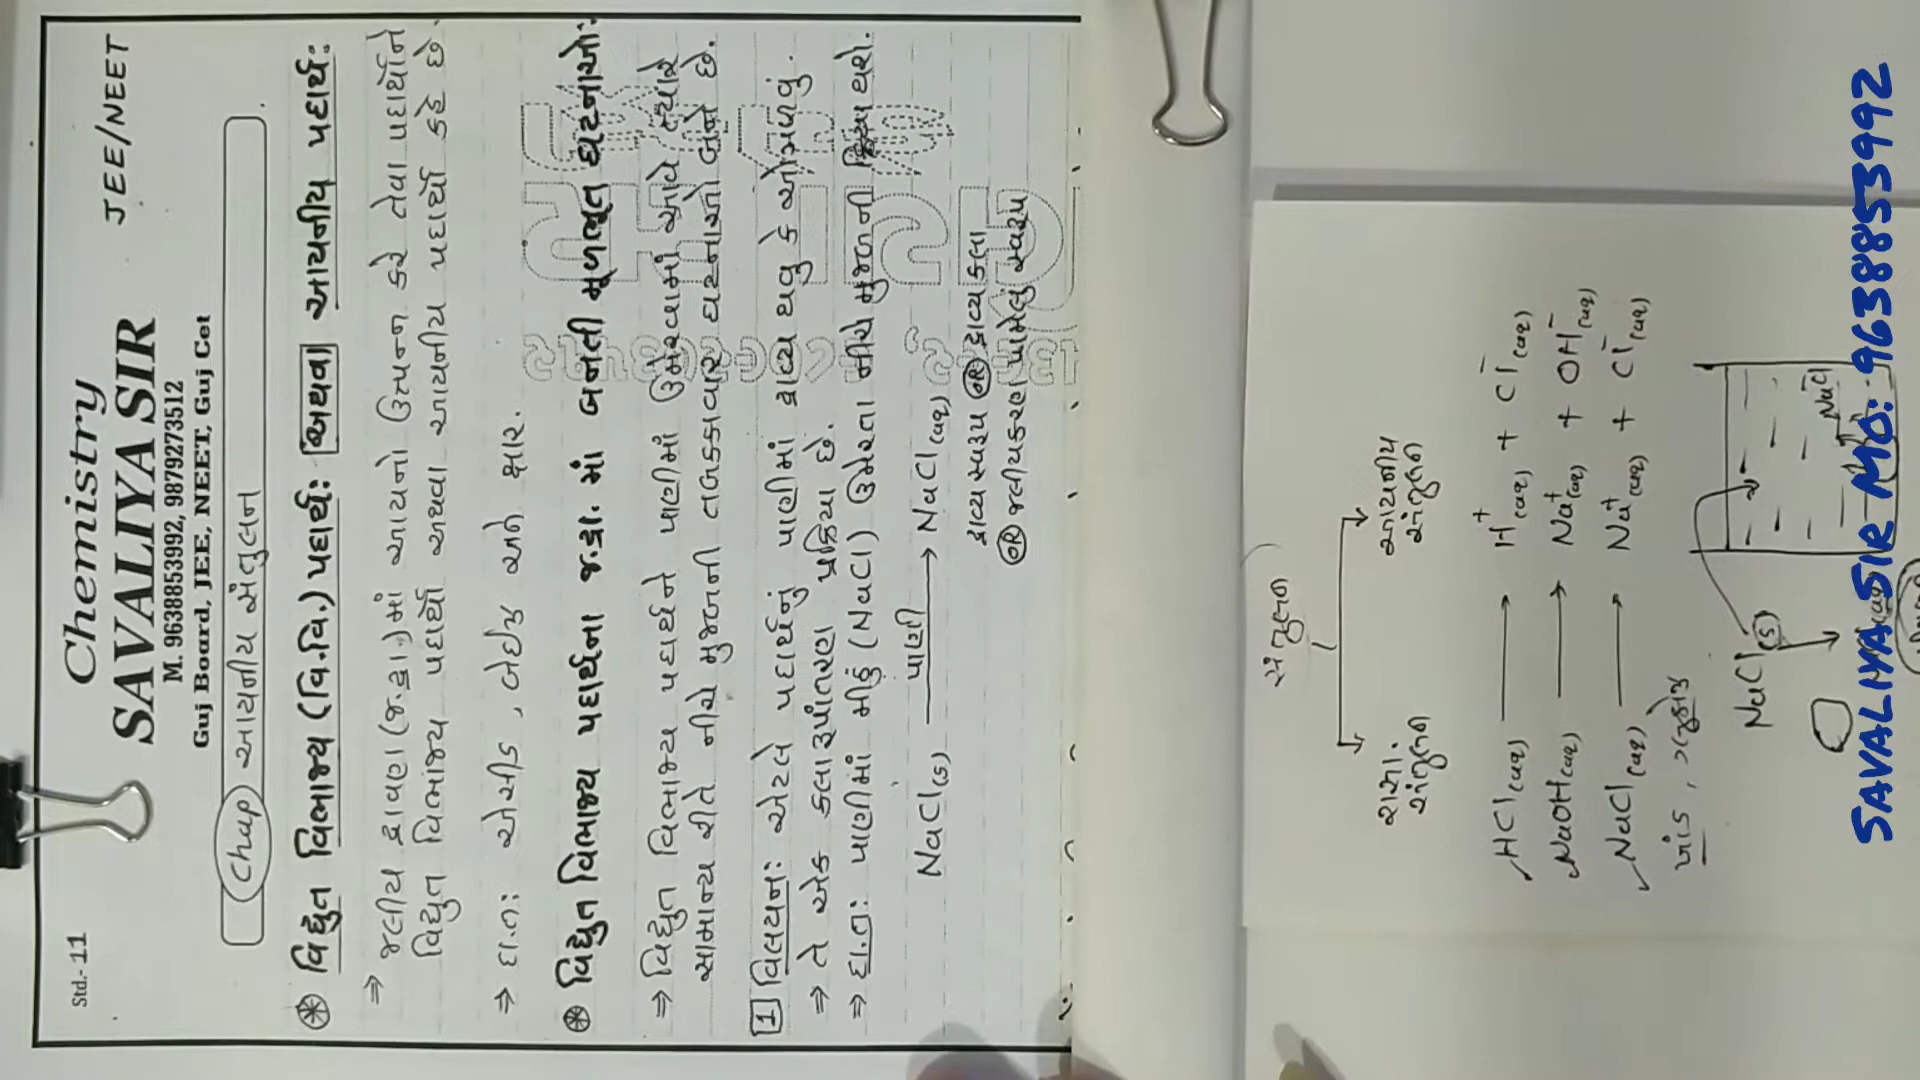 Std.- 11
Chemistry
SAVALIYA SIR
JEE/NEET
M. 9638853992, 9879273512
Guj Board, JEE, NEET, Guj Cet
Chap આયનીય સંતુલન
વિદ્યુત વિભાજ્ય (વિ.વિ.) પદાર્થ: અથવા આયનીય પદાર્થ:
⇒ જલીય દ્રાવણ (જ.દ્રા.)માં આયનો ઉત્પન્ન કરે તેવા પદાર્થોને
વિદ્યુત વિભાજ્ય પદાર્થો અથવા આયનીય પદાર્થો કહે છે.
⇒ દા.ત: એસીડ, બેઇઝ અને ક્ષાર.
વિદ્યુત વિભાજ્ય પદાર્થના જ.દ્રા. માં બનતી મૂળભૂત ઘટનાઓ:
⇒ વિદ્યુત વિભાજ્ય પદાર્થને પાણીમાં ઉમેરવામાં આવે ત્યારે
સામાન્ય રીતે નીચે મુજબની તબક્કાવાર ઘટનાઓ બને છે.
1 વિલયન: એટલે પદાર્થનું પાણીમાં દ્રાવ્ય થવુ કે ઓગળવું.
⇒ તે એક કલા રૂપાંતરણ પ્રક્રિયા છે.
⇒ દા.ત: પાણીમાં મીઠું (NaCl) ઉમેરતા નીચે મુજબની ક્રિયા થશે.
NaCl(s) પાણી → NaCl(aq)
દ્રાવ્ય સ્વરૂપ OR દ્રાવ્ય કલા
OR જલીયકરણ પામેલું સ્વરૂપ
સંતુલન
રાસા. આયનીય
સંતુલન સંતુલન
HCl(aq) → H⁺(aq) + Cl⁻(aq)
NaOH(aq) → Na⁺(aq) + OH⁻(aq)
NaCl(aq) → Na⁺(aq) + Cl⁻(aq)
ખાંડ, ગ્લુકોઝ
NaCl(s)
NaCl
SAVALIYA SIR MO: 9638853992